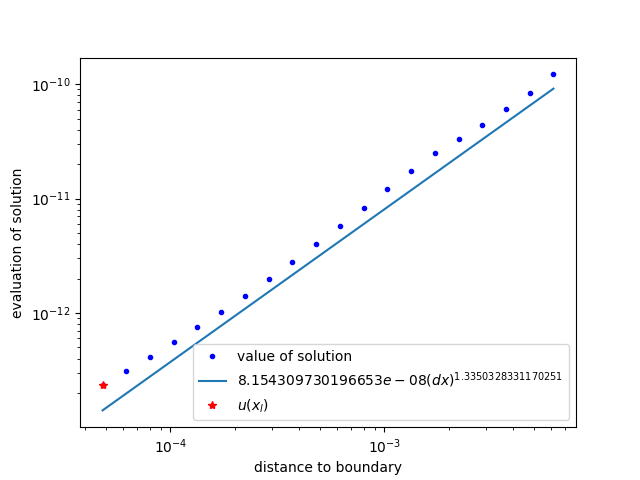 10⁻¹⁰
10⁻¹¹
10⁻¹²
evaluation of solution
value of solution
8.154309730196653e − 08(dx)^1.3350328331170251
u(x_I)
10⁻⁴ 10⁻³
distance to boundary